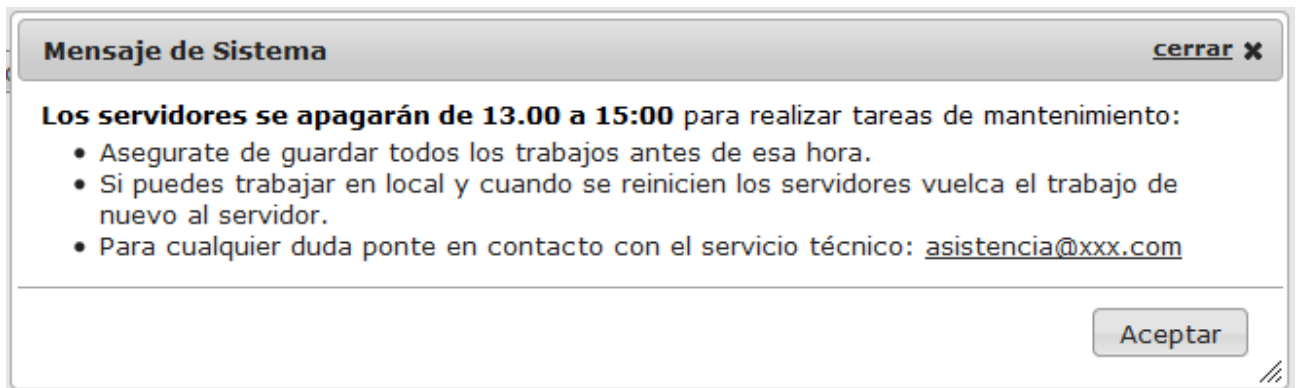 Mensaje de Sistema
cerrar ✖
Los servidores se apagarán de 13.00 a 15:00 para realizar tareas de mantenimiento:
• Asegurate de guardar todos los trabajos antes de esa hora.
• Si puedes trabajar en local y cuando se reinicien los servidores vuelca el trabajo de
nuevo al servidor.
• Para cualquier duda ponte en contacto con el servicio técnico: asistencia@xxx.com
Aceptar